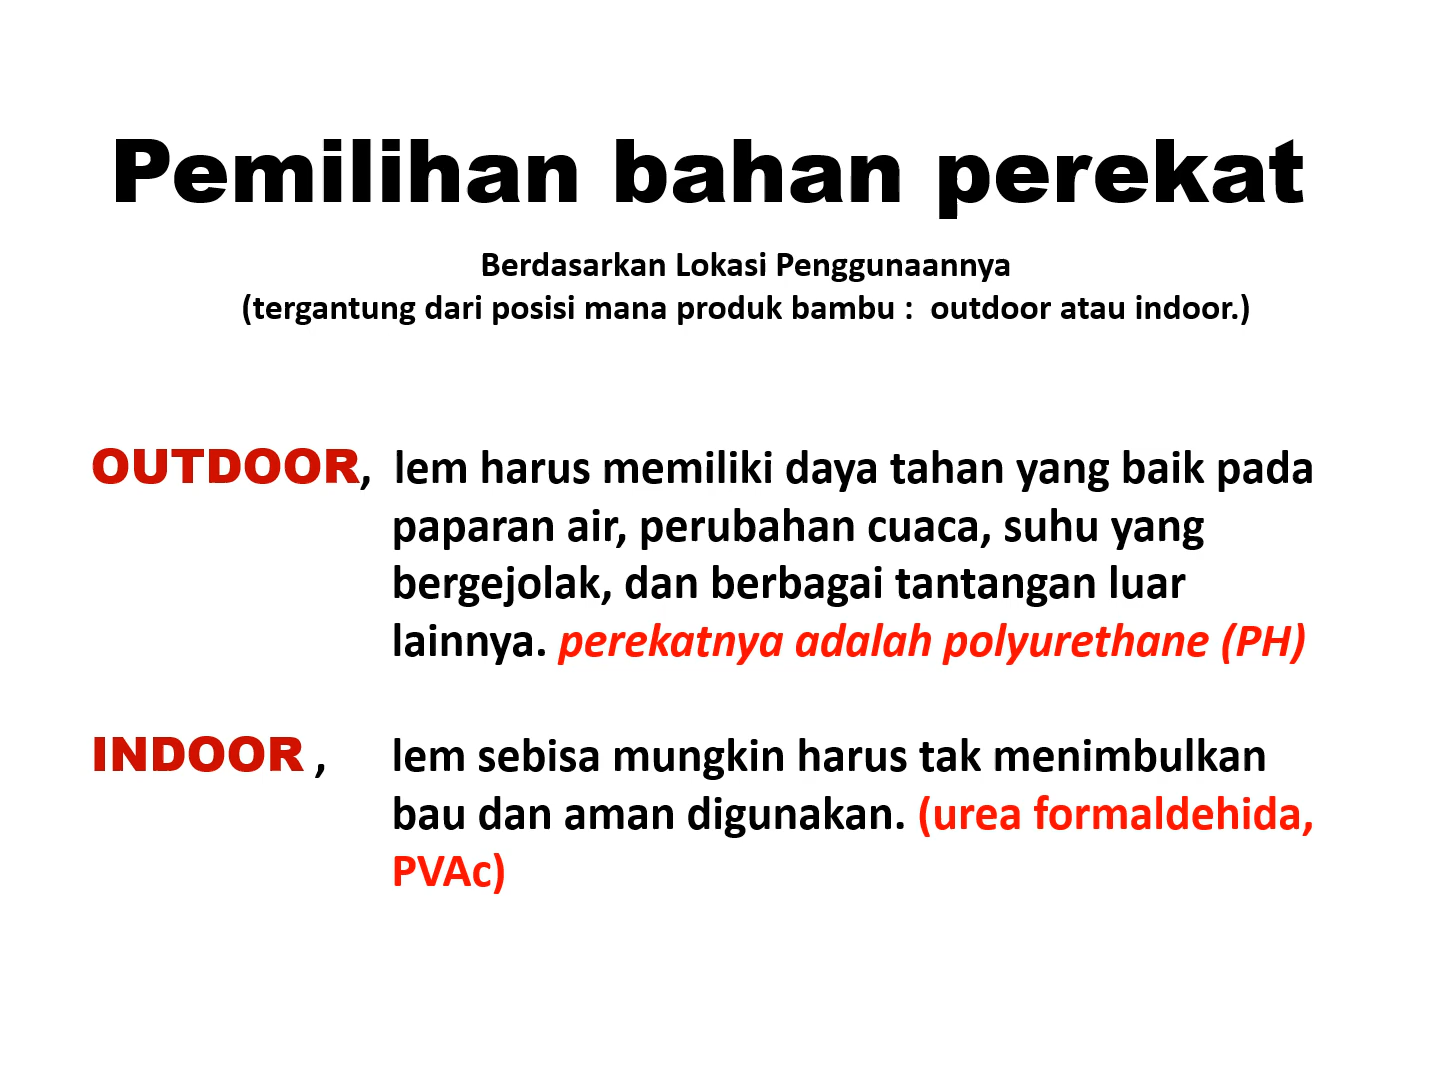 Pemilihan bahan perekat
Berdasarkan Lokasi Penggunaannya
(tergantung dari posisi mana produk bambu :  outdoor atau indoor.)
OUTDOOR,  lem harus memiliki daya tahan yang baik pada
paparan air, perubahan cuaca, suhu yang
bergejolak, dan berbagai tantangan luar
lainnya. perekatnya adalah polyurethane (PH)
INDOOR ,  lem sebisa mungkin harus tak menimbulkan
bau dan aman digunakan. (urea formaldehida,
PVAc)